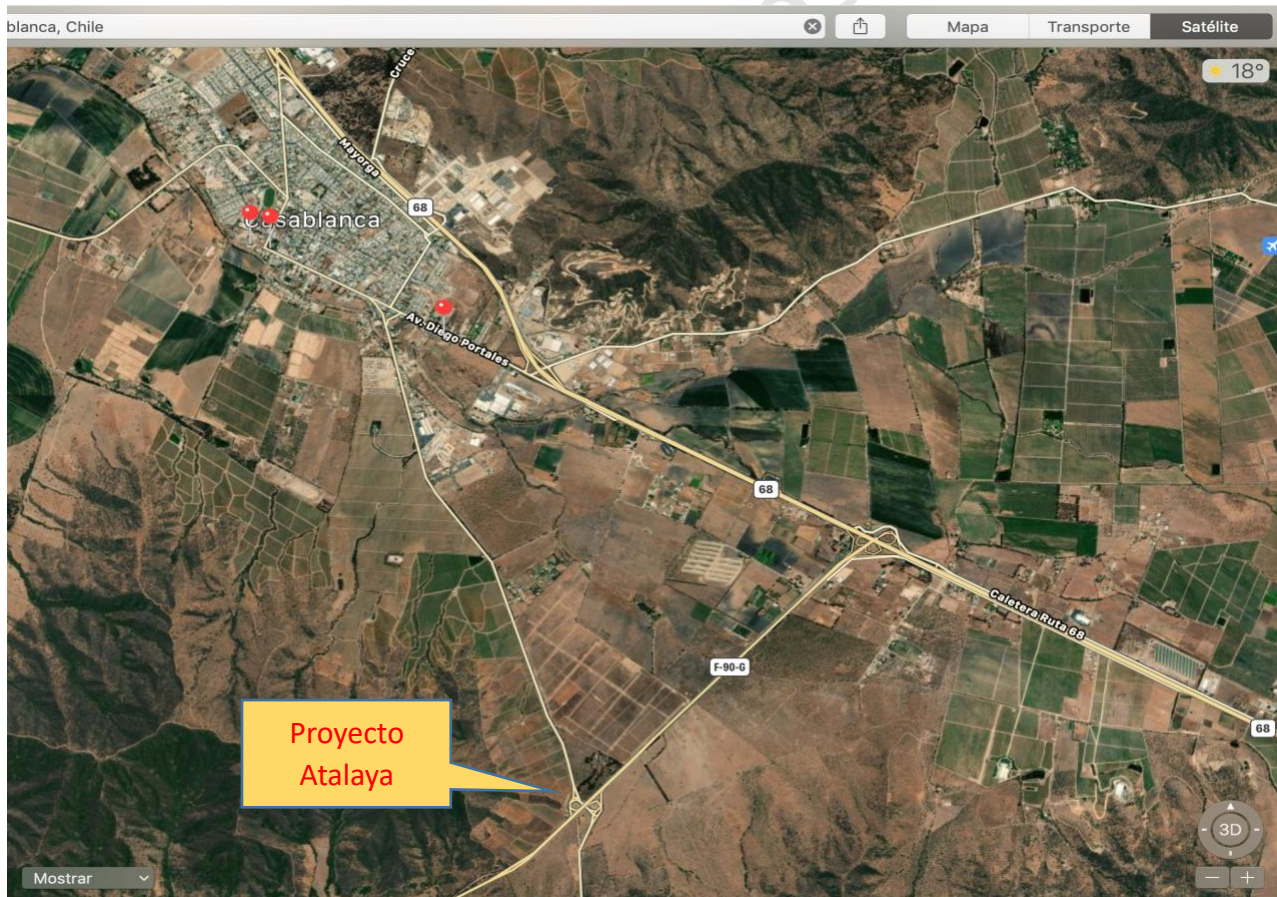 blanca, Chile
Mapa
Transporte
Satélite
18°
Cruce
Mayorga
68
Casablanca
Av. Diego Portales
68
Caletera Ruta 68
F-90-G
68
Proyecto
Atalaya
3D
Mostrar